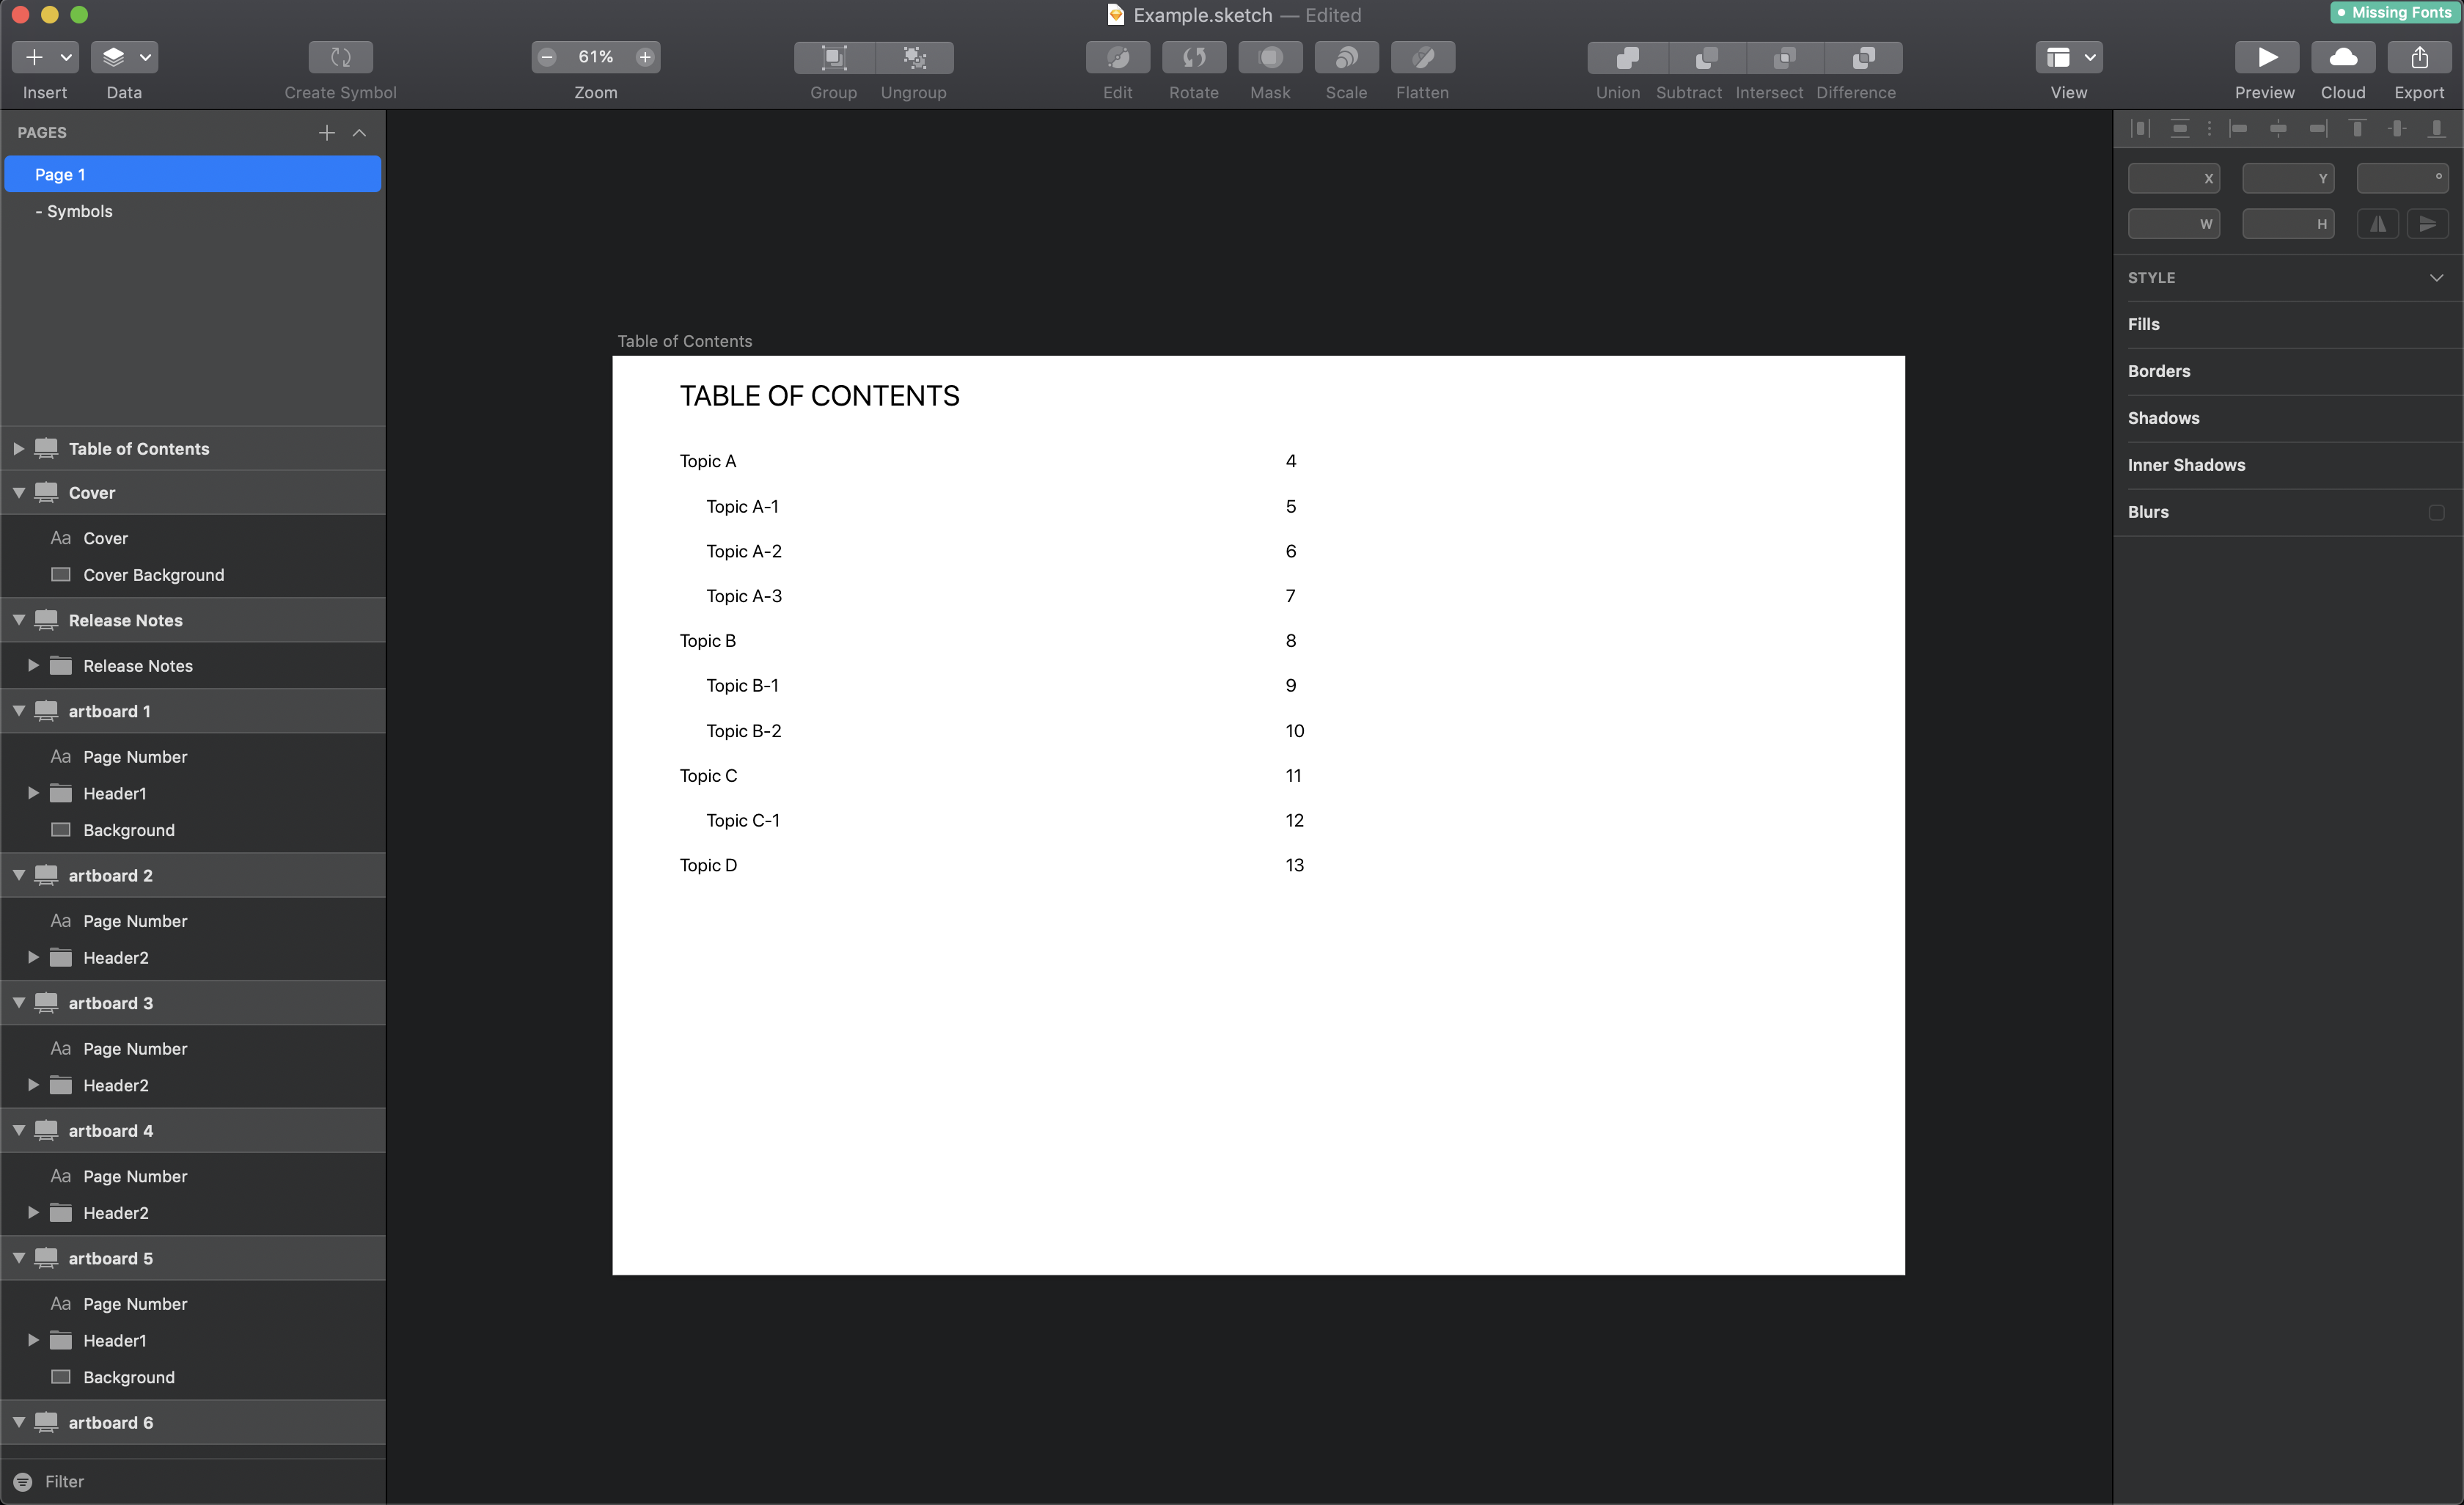 Example.sketch — Edited
Missing Fonts
61%
Insert Data Create Symbol Zoom Group Ungroup Edit Rotate Mask Scale Flatten Union Subtract Intersect Difference View Preview Cloud Export
PAGES
Page 1
- Symbols
Table of Contents
Cover
Aa Cover
Cover Background
Release Notes
Release Notes
artboard 1
Aa Page Number
Header1
Background
artboard 2
Aa Page Number
Header2
artboard 3
Aa Page Number
Header2
artboard 4
Aa Page Number
Header2
artboard 5
Aa Page Number
Header1
Background
artboard 6
Filter
Table of Contents
TABLE OF CONTENTS
Topic A 4
Topic A-1 5
Topic A-2 6
Topic A-3 7
Topic B 8
Topic B-1 9
Topic B-2 10
Topic C 11
Topic C-1 12
Topic D 13
X Y °
W H
STYLE
Fills
Borders
Shadows
Inner Shadows
Blurs